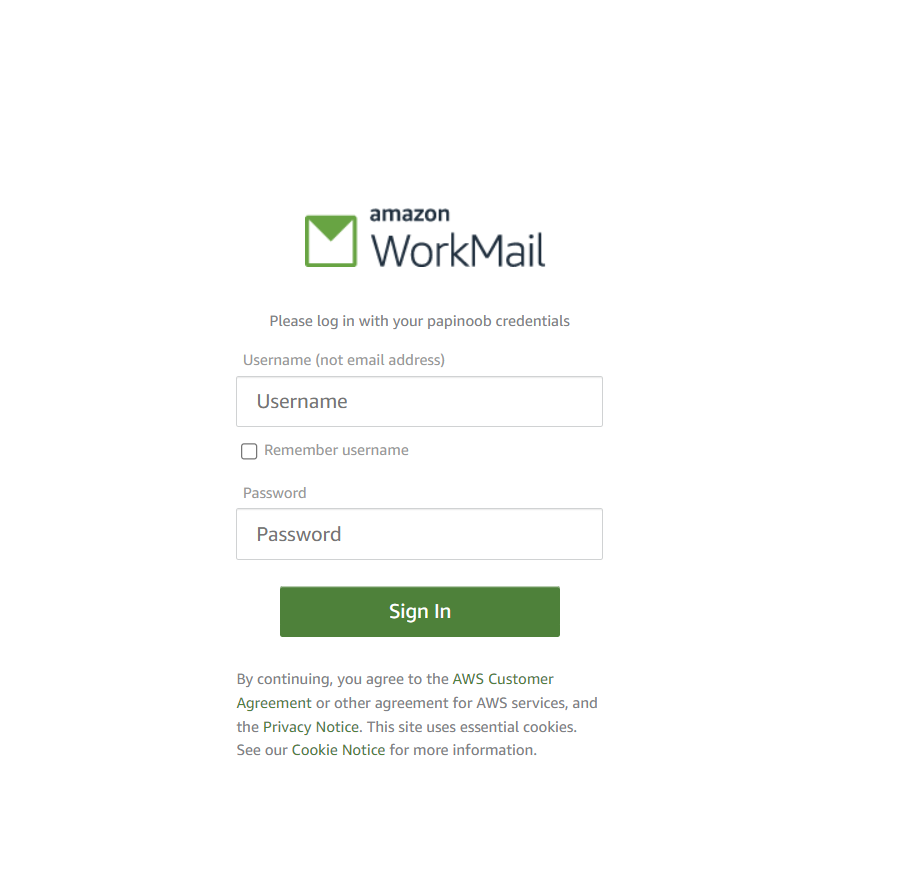 amazon
WorkMail
Please log in with your papinoob credentials
Username (not email address)
Username
Remember username
Password
Password
Sign In
By continuing, you agree to the AWS Customer
Agreement or other agreement for AWS services, and
the Privacy Notice. This site uses essential cookies.
See our Cookie Notice for more information.